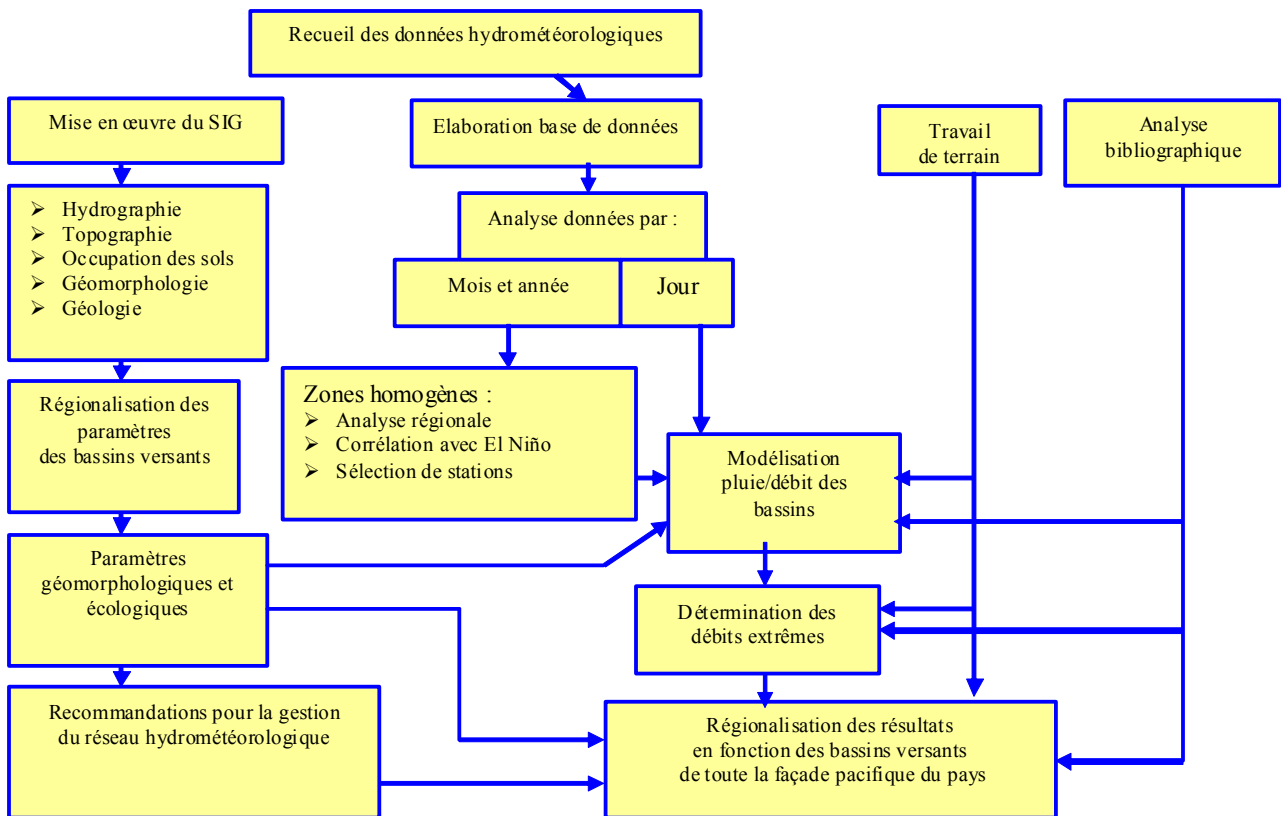 Recueil des données hydrométéorologiques
Mise en œuvre du SIG
Elaboration base de données
Travail
de terrain
Analyse
bibliographique
➢ Hydrographie
➢ Topographie
➢ Occupation des sols
➢ Géomorphologie
➢ Géologie
Analyse données par :
Mois et année
Jour
Zones homogènes :
➢ Analyse régionale
➢ Corrélation avec El Niño
➢ Sélection de stations
Régionalisation des
paramètres
des bassins versants
Modélisation
pluie/débit des
bassins
Paramètres
géomorphologiques et
écologiques
Détermination des
débits extrêmes
Recommandations pour la gestion
du réseau hydrométéorologique
Régionalisation des résultats
en fonction des bassins versants
de toute la façade pacifique du pays